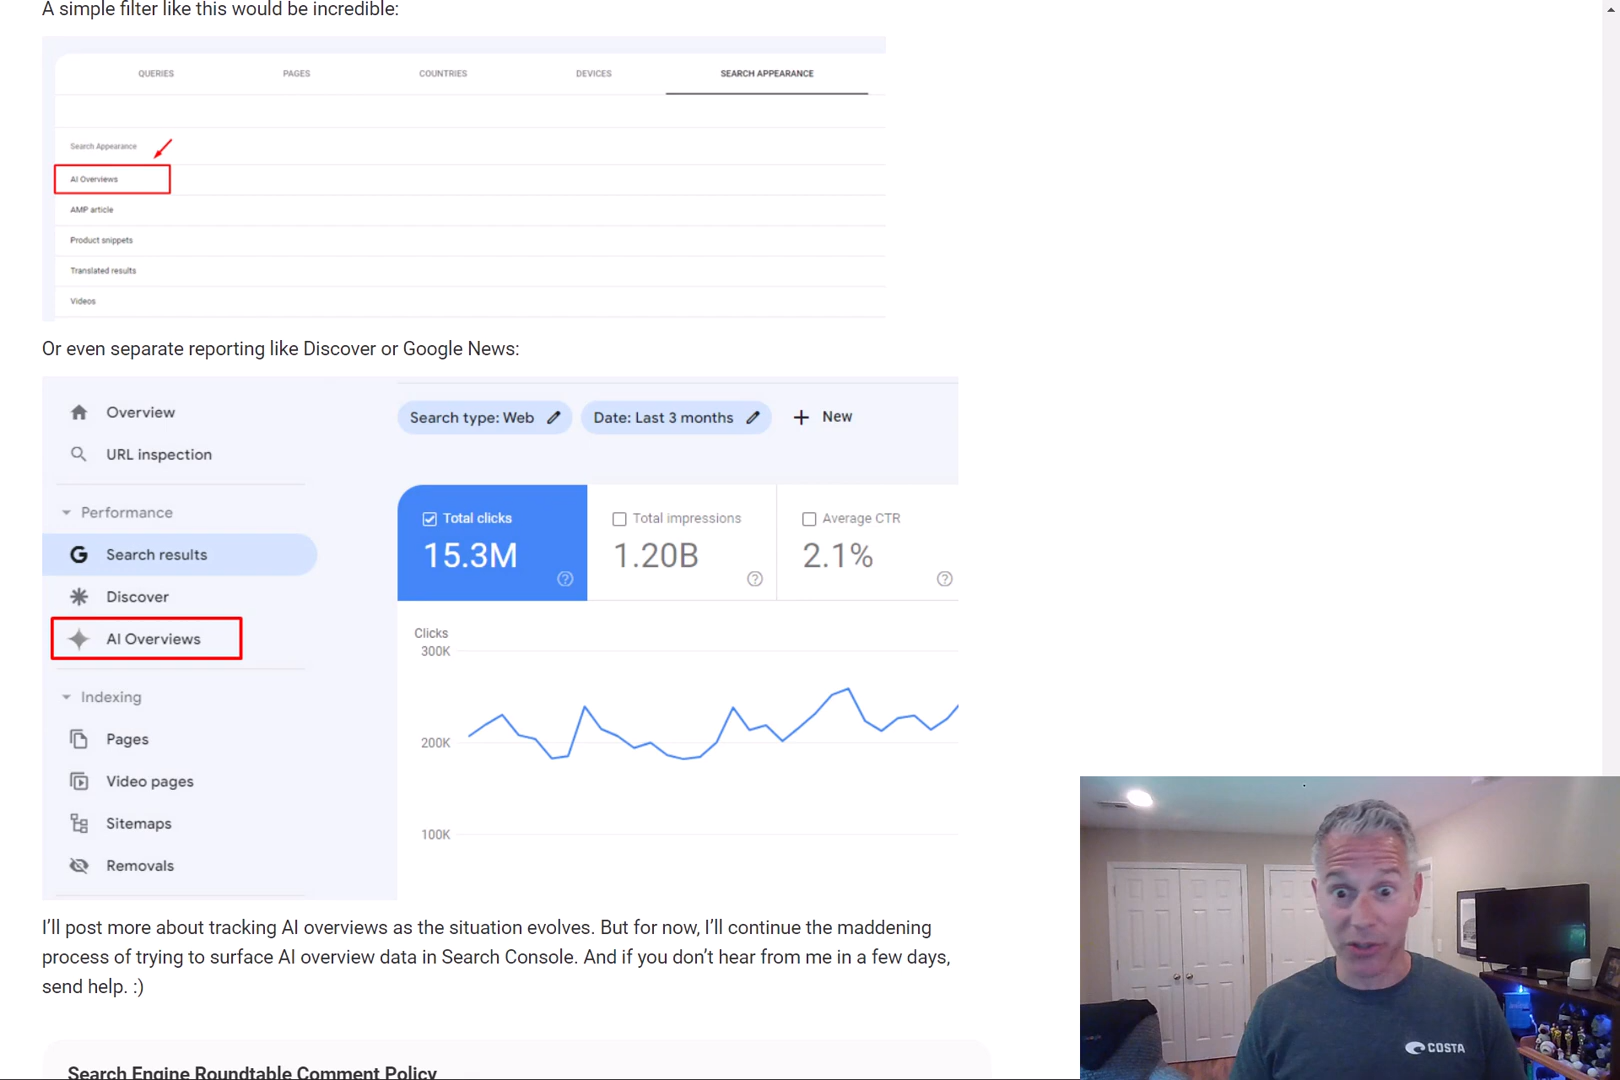 A simple filter like this would be incredible:
QUERIES PAGES COUNTRIES DEVICES SEARCH APPEARANCE
Search Appearance
AI Overviews
AMP article
Product snippets
Translated results
Videos
Or even separate reporting like Discover or Google News:
Overview
URL inspection
Performance
Search results
Discover
AI Overviews
Indexing
Pages
Video pages
Sitemaps
Removals
Search type: Web
Date: Last 3 months
+ New
Total clicks
15.3M
Total impressions
1.20B
Average CTR
2.1%
Clicks
300K
200K
100K
I'll post more about tracking AI overviews as the situation evolves. But for now, I'll continue the maddening
process of trying to surface AI overview data in Search Console. And if you don't hear from me in a few days,
send help. :)
Search Engine Roundtable Comment Policy
COSTA